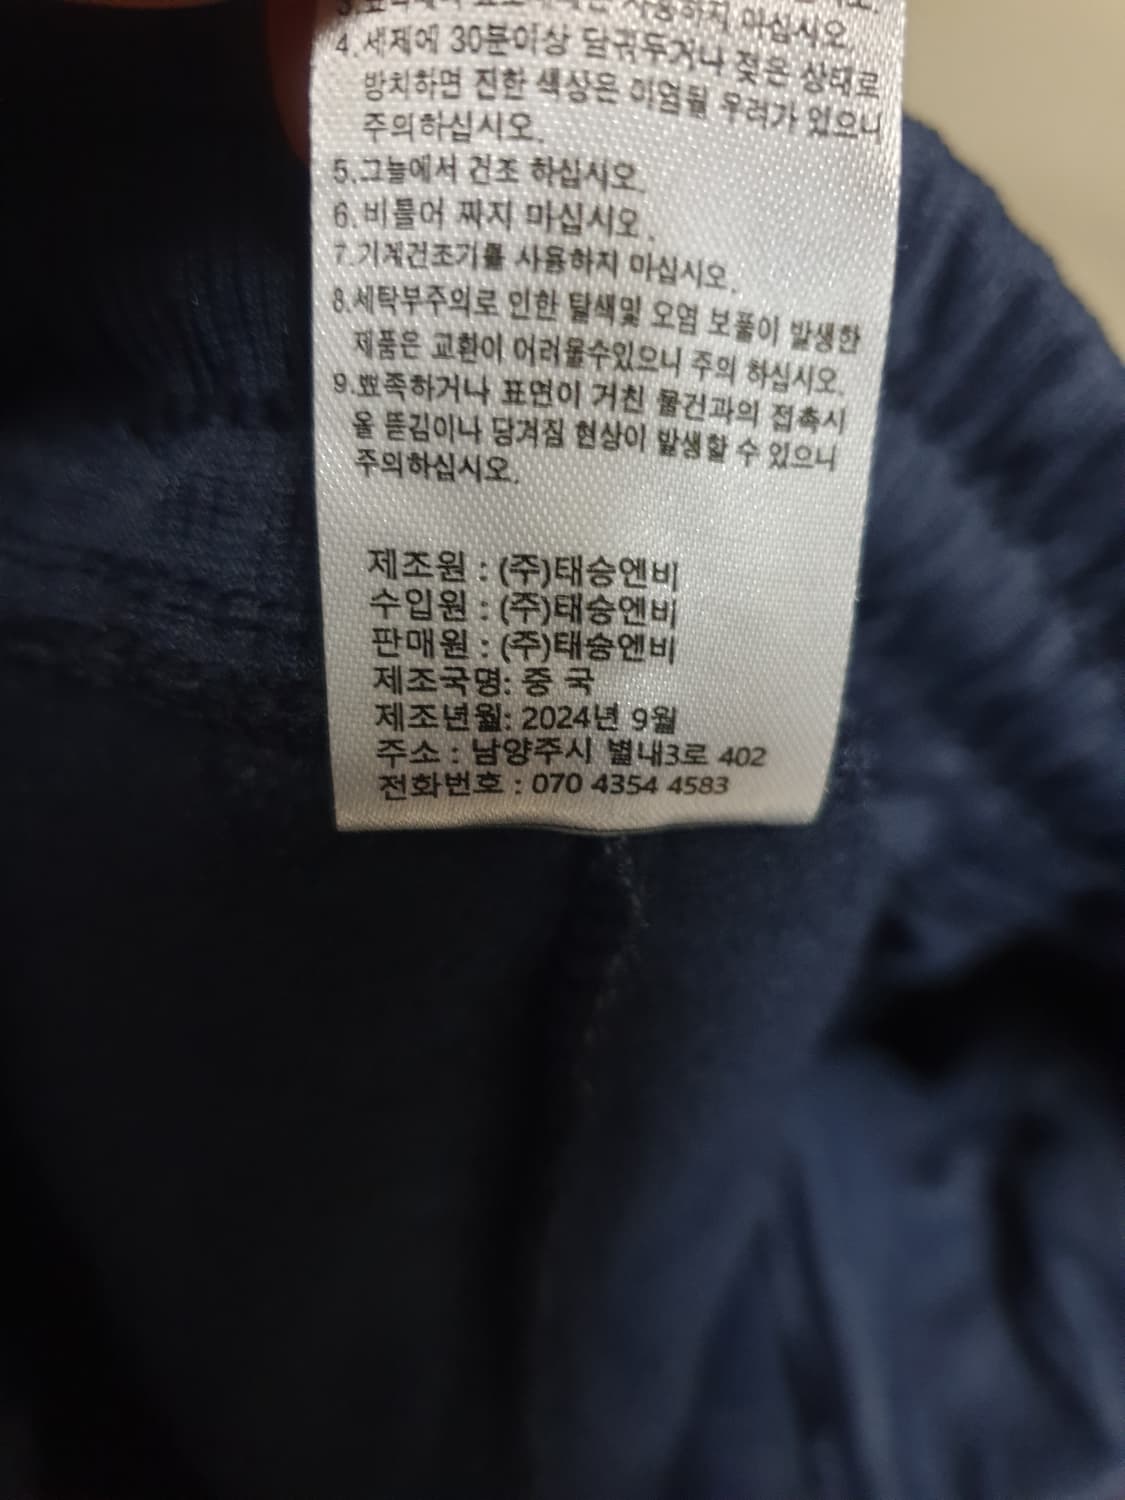 사용하지 마십시오.
4.세제에 30분이상 담궈두거나 젖은 상태로
방치하면 진한 색상은 이염될 우려가 있으니
주의하십시오.
5.그늘에서 건조 하십시오.
6.비틀어 짜지 마십시오.
7.기계건조기를 사용하지 마십시오.
8.세탁부주의로 인한 탈색및 오염 보풀이 발생한
제품은 교환이 어려울수있으니 주의 하십시오.
9.뾰족하거나 표면이 거친 물건과의 접촉시
올 뜯김이나 당겨짐 현상이 발생할 수 있으니
주의하십시오.
제조원 : (주)태승엔비
수입원 : (주)태승엔비
판매원 : (주)태승엔비
제조국명: 중 국
제조년월: 2024년 9월
주소 : 남양주시 별내3로 402
전화번호 : 070 4354 4583